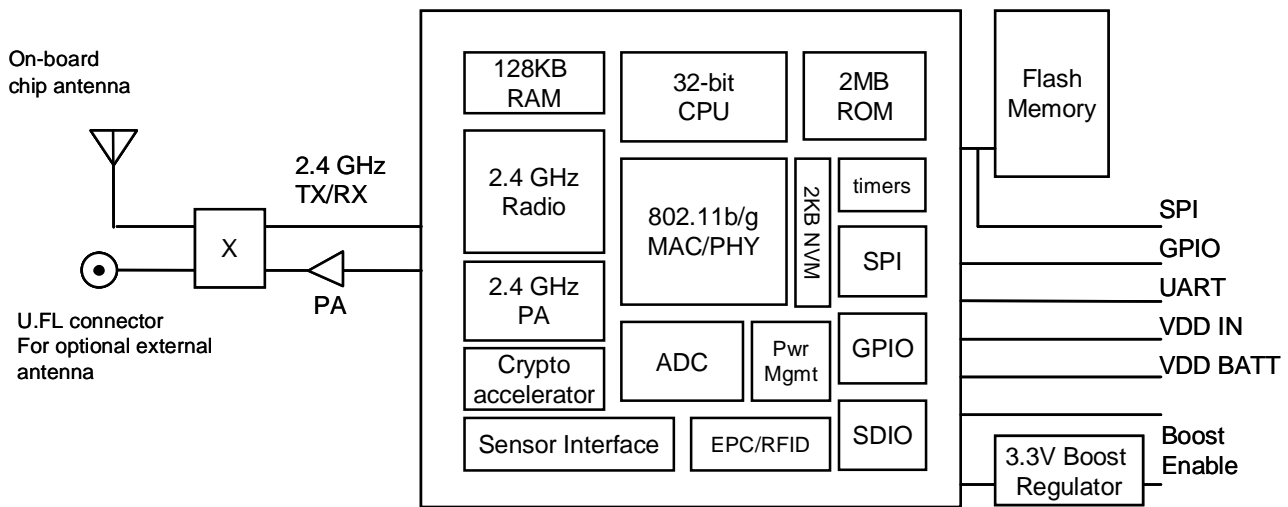 On-board
chip antenna
2.4 GHz
TX/RX
X
PA
U.FL connector
For optional external
antenna
128KB
RAM
32-bit
CPU
2MB
ROM
2.4 GHz
Radio
802.11b/g
MAC/PHY
2KB NVM
timers
SPI
2.4 GHz
PA
ADC
Pwr
Mgmt
GPIO
Crypto
accelerator
Sensor Interface
EPC/RFID
SDIO
Flash
Memory
SPI
GPIO
UART
VDD IN
VDD BATT
Boost
Enable
3.3V Boost
Regulator